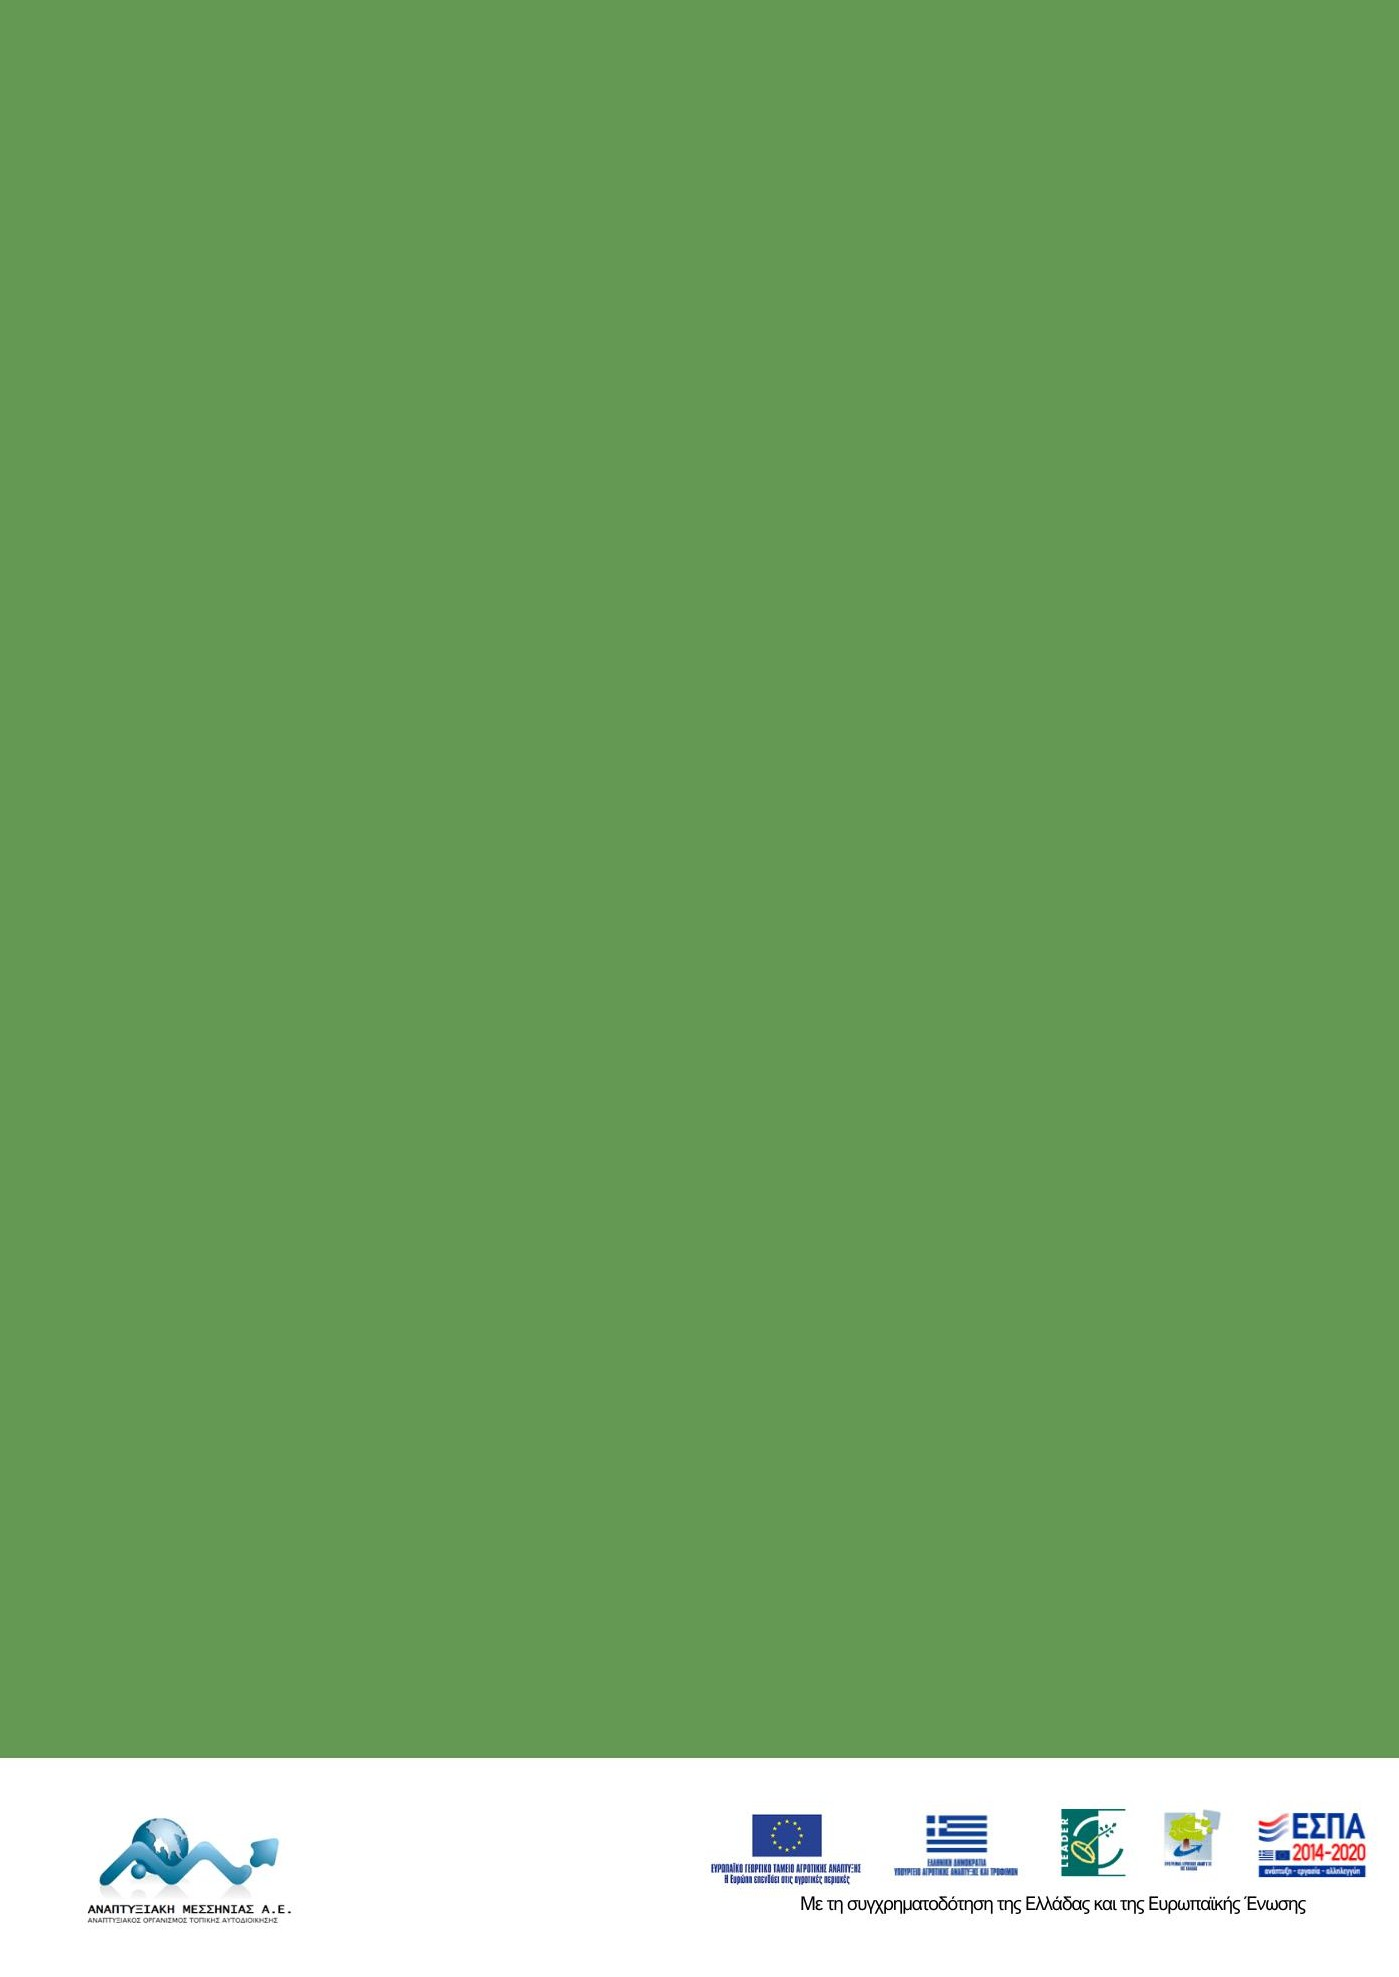 ΕΣΠΑ
LEADER
2014-2020
ΕΥΡΩΠΑΪΚΟ ΓΕΩΡΓΙΚΟ ΤΑΜΕΙΟ ΑΓΡΟΤΙΚΗΣ ΑΝΑΠΤΥΞΗΣ
Η Ευρώπη επενδύει στις αγροτικές περιοχές
ΕΛΛΗΝΙΚΗ ΔΗΜΟΚΡΑΤΙΑ
ΥΠΟΥΡΓΕΙΟ ΑΓΡΟΤΙΚΗΣ ΑΝΑΠΤΥΞΗΣ ΚΑΙ ΤΡΟΦΙΜΩΝ
ανάπτυξη - εργασία - αλληλεγγύη
Με τη συγχρηματοδότηση της Ελλάδας και της Ευρωπαϊκής Ένωσης
ΑΝΑΠΤΥΞΙΑΚΗ ΜΕΣΣΗΝΙΑΣ Α.Ε.
ΑΝΑΠΤΥΞΙΑΚΟΣ ΟΡΓΑΝΙΣΜΟΣ ΤΟΠΙΚΗΣ ΑΥΤΟΔΙΟΙΚΗΣΗΣ